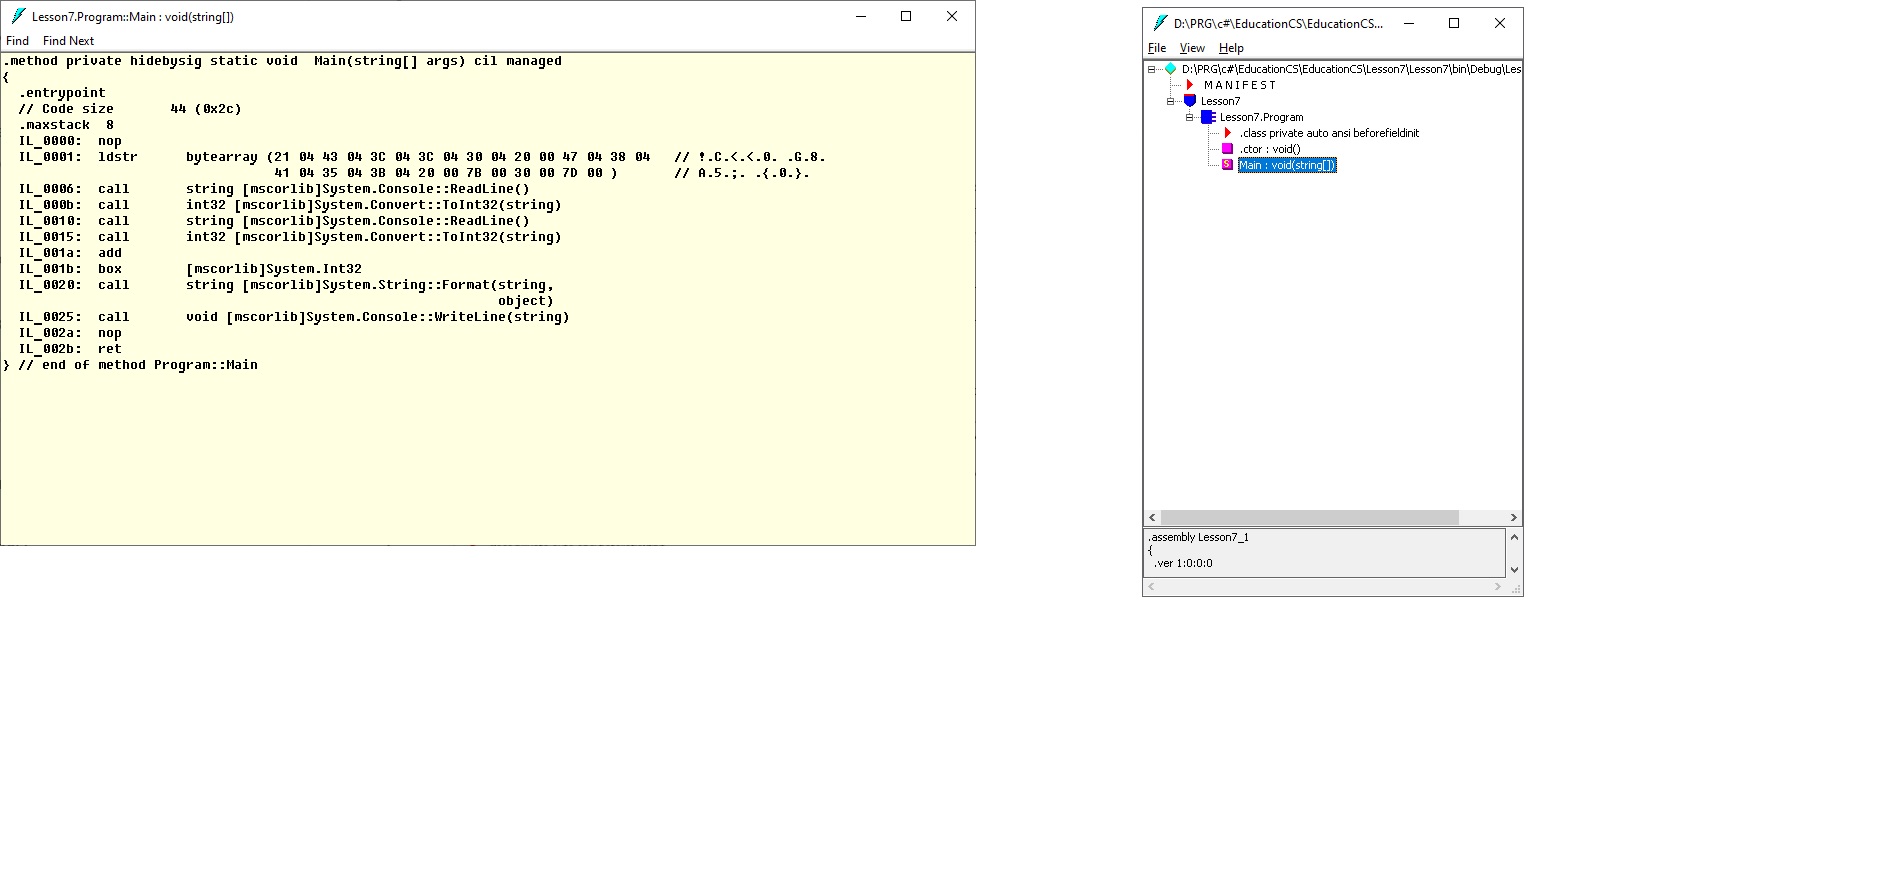 Lesson7.Program::Main : void(string[])
Find Find Next
.method private hidebysig static void  Main(string[] args) cil managed
{
  .entrypoint
  // Code size       44 (0x2c)
  .maxstack  8
  IL_0000:  nop
  IL_0001:  ldstr      bytearray (21 04 43 04 3C 04 3C 04 30 04 20 00 47 04 38 04   // !.C.<.<.0. .G.8.
                                  41 04 35 04 3B 04 20 00 7B 00 30 00 7D 00 )       // A.5.;. .{.0.}.
  IL_0006:  call       string [mscorlib]System.Console::ReadLine()
  IL_000b:  call       int32 [mscorlib]System.Convert::ToInt32(string)
  IL_0010:  call       string [mscorlib]System.Console::ReadLine()
  IL_0015:  call       int32 [mscorlib]System.Convert::ToInt32(string)
  IL_001a:  add
  IL_001b:  box        [mscorlib]System.Int32
  IL_0020:  call       string [mscorlib]System.String::Format(string,
                                                              object)
  IL_0025:  call       void [mscorlib]System.Console::WriteLine(string)
  IL_002a:  nop
  IL_002b:  ret
} // end of method Program::Main
D:\PRG\c#\EducationCS\EducationCS...
File View Help
D:\PRG\c#\EducationCS\EducationCS\Lesson7\Lesson7\bin\Debug\Les
M A N I F E S T
Lesson7
Lesson7.Program
.class private auto ansi beforefieldinit
.ctor : void()
S Main : void(string[])
.assembly Lesson7_1
{
  .ver 1:0:0:0